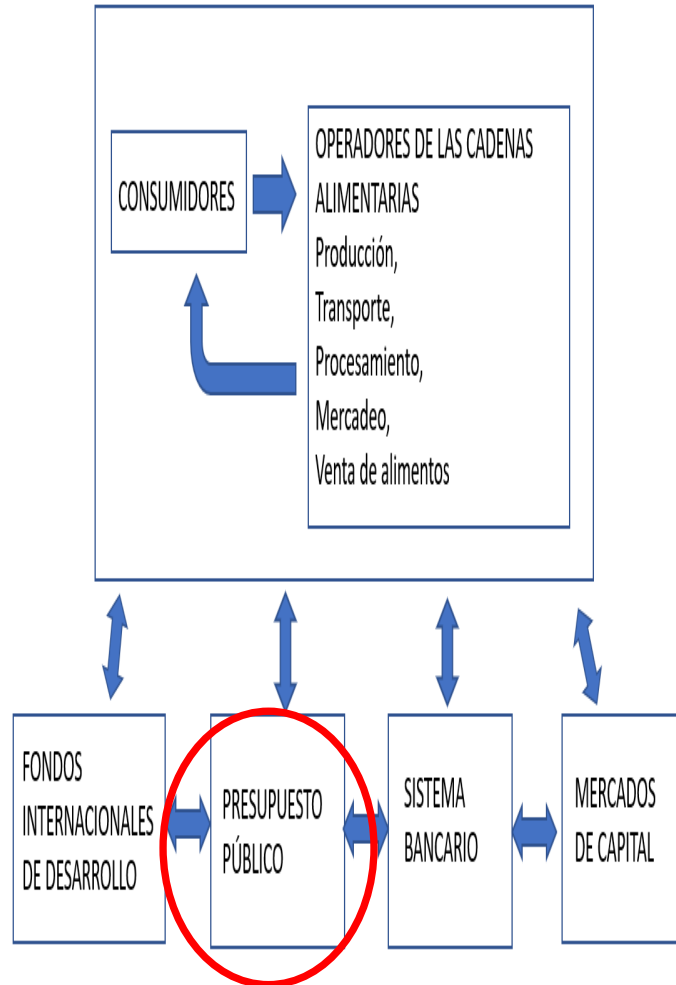 CONSUMIDORES
OPERADORES DE LAS CADENAS
ALIMENTARIAS
Producción,
Transporte,
Procesamiento,
Mercadeo,
Venta de alimentos
FONDOS
INTERNACIONALES
DE DESARROLLO
PRESUPUESTO
PÚBLICO
SISTEMA
BANCARIO
MERCADOS
DE CAPITAL